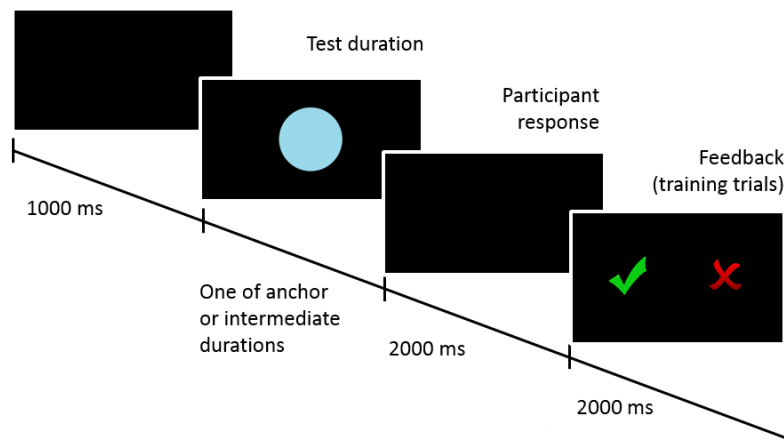 Test duration
Participant
response
Feedback
(training trials)
1000 ms
One of anchor
or intermediate
durations
2000 ms
2000 ms